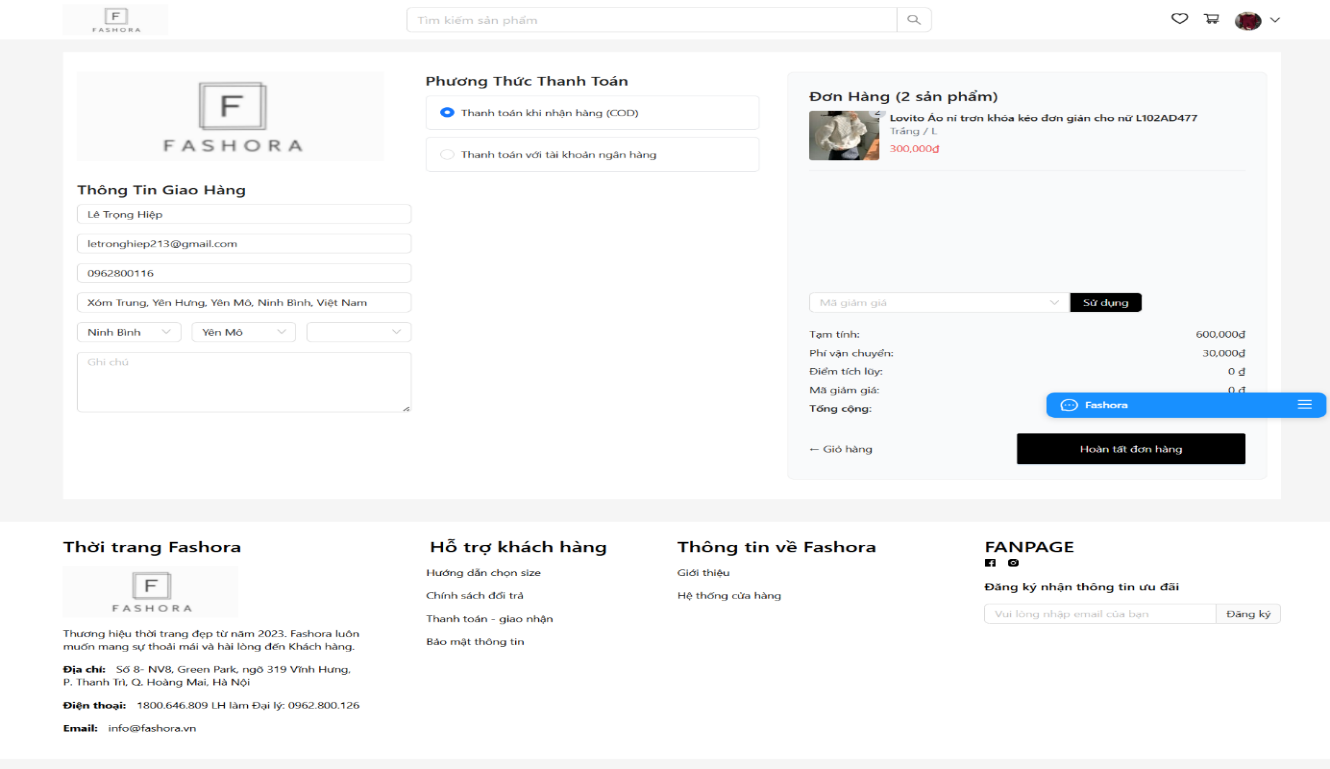 F
FASHORA
Tìm kiếm sản phẩm
F
FASHORA
Thông Tin Giao Hàng
Lê Trọng Hiệp
letronghiep213@gmail.com
0962800116
Xóm Trung, Yên Hưng, Yên Mô, Ninh Bình, Việt Nam
Ninh Bình Yên Mô
Ghi chú
Phương Thức Thanh Toán
Thanh toán khi nhận hàng (COD)
Thanh toán với tài khoản ngân hàng
Đơn Hàng (2 sản phẩm)
2
Lovito Áo nỉ trơn khóa kéo đơn giản cho nữ L102AD477
Trắng / L
300,000₫
Mã giảm giá Sử dụng
Tạm tính: 600,000₫
Phí vận chuyển: 30,000₫
Điểm tích lũy: 0 ₫
Mã giảm giá: 0 ₫
Tổng cộng:
Fashora
← Giỏ hàng Hoàn tất đơn hàng
Thời trang Fashora
F
FASHORA
Thương hiệu thời trang đẹp từ năm 2023. Fashora luôn
muốn mang sự thoải mái và hài lòng đến Khách hàng.
Địa chỉ: Số 8- NV8, Green Park, ngõ 319 Vĩnh Hưng,
P. Thanh Trì, Q. Hoàng Mai, Hà Nội
Điện thoại: 1800.646.809 LH làm Đại lý: 0962.800.126
Email: info@fashora.vn
Hỗ trợ khách hàng
Hướng dẫn chọn size
Chính sách đổi trả
Thanh toán - giao nhận
Bảo mật thông tin
Thông tin về Fashora
Giới thiệu
Hệ thống cửa hàng
FANPAGE
Đăng ký nhận thông tin ưu đãi
Vui lòng nhập email của bạn Đăng ký